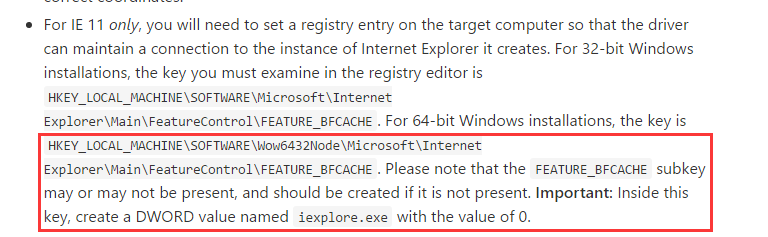 For IE 11 only, you will need to set a registry entry on the target computer so that the driver
can maintain a connection to the instance of Internet Explorer it creates. For 32-bit Windows
installations, the key you must examine in the registry editor is
HKEY_LOCAL_MACHINE\SOFTWARE\Microsoft\Internet
Explorer\Main\FeatureControl\FEATURE_BFCACHE. For 64-bit Windows installations, the key is
HKEY_LOCAL_MACHINE\SOFTWARE\Wow6432Node\Microsoft\Internet
Explorer\Main\FeatureControl\FEATURE_BFCACHE. Please note that the FEATURE_BFCACHE subkey
may or may not be present, and should be created if it is not present. Important: Inside this
key, create a DWORD value named iexplore.exe with the value of 0.